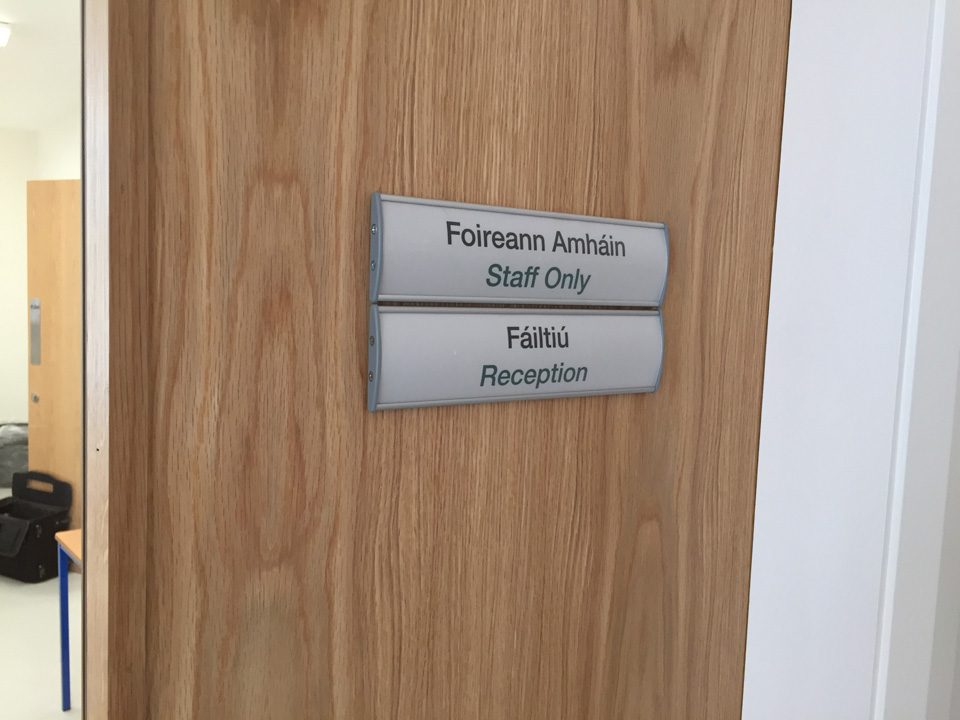 Foireann Amháin
Staff Only
Fáiltiú
Reception